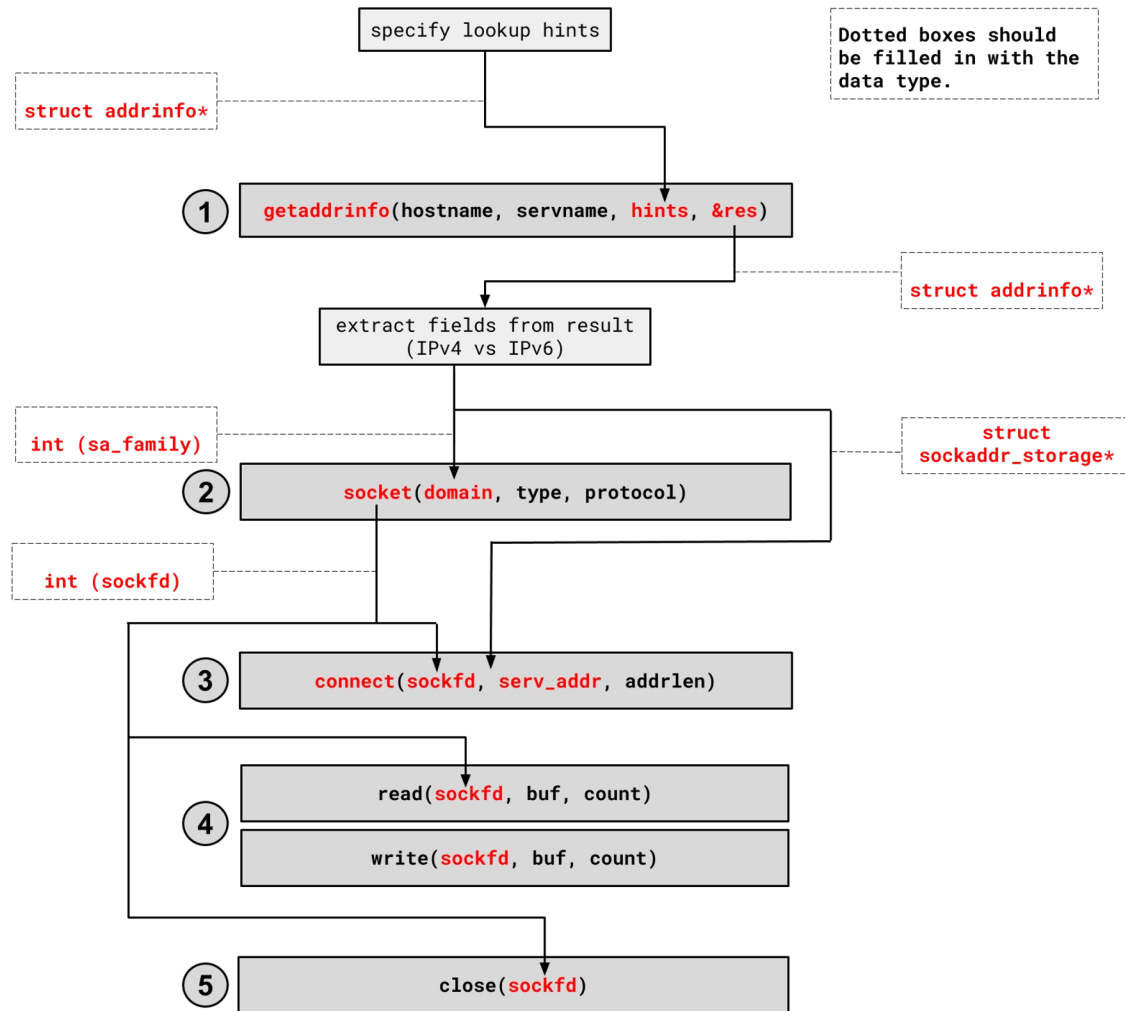 specify lookup hints
Dotted boxes should
be filled in with the
data type.
struct addrinfo*
1
getaddrinfo(hostname, servname, hints, &res)
struct addrinfo*
extract fields from result
(IPv4 vs IPv6)
int (sa_family)
struct
sockaddr_storage*
2
socket(domain, type, protocol)
int (sockfd)
3
connect(sockfd, serv_addr, addrlen)
4
read(sockfd, buf, count)
write(sockfd, buf, count)
5
close(sockfd)